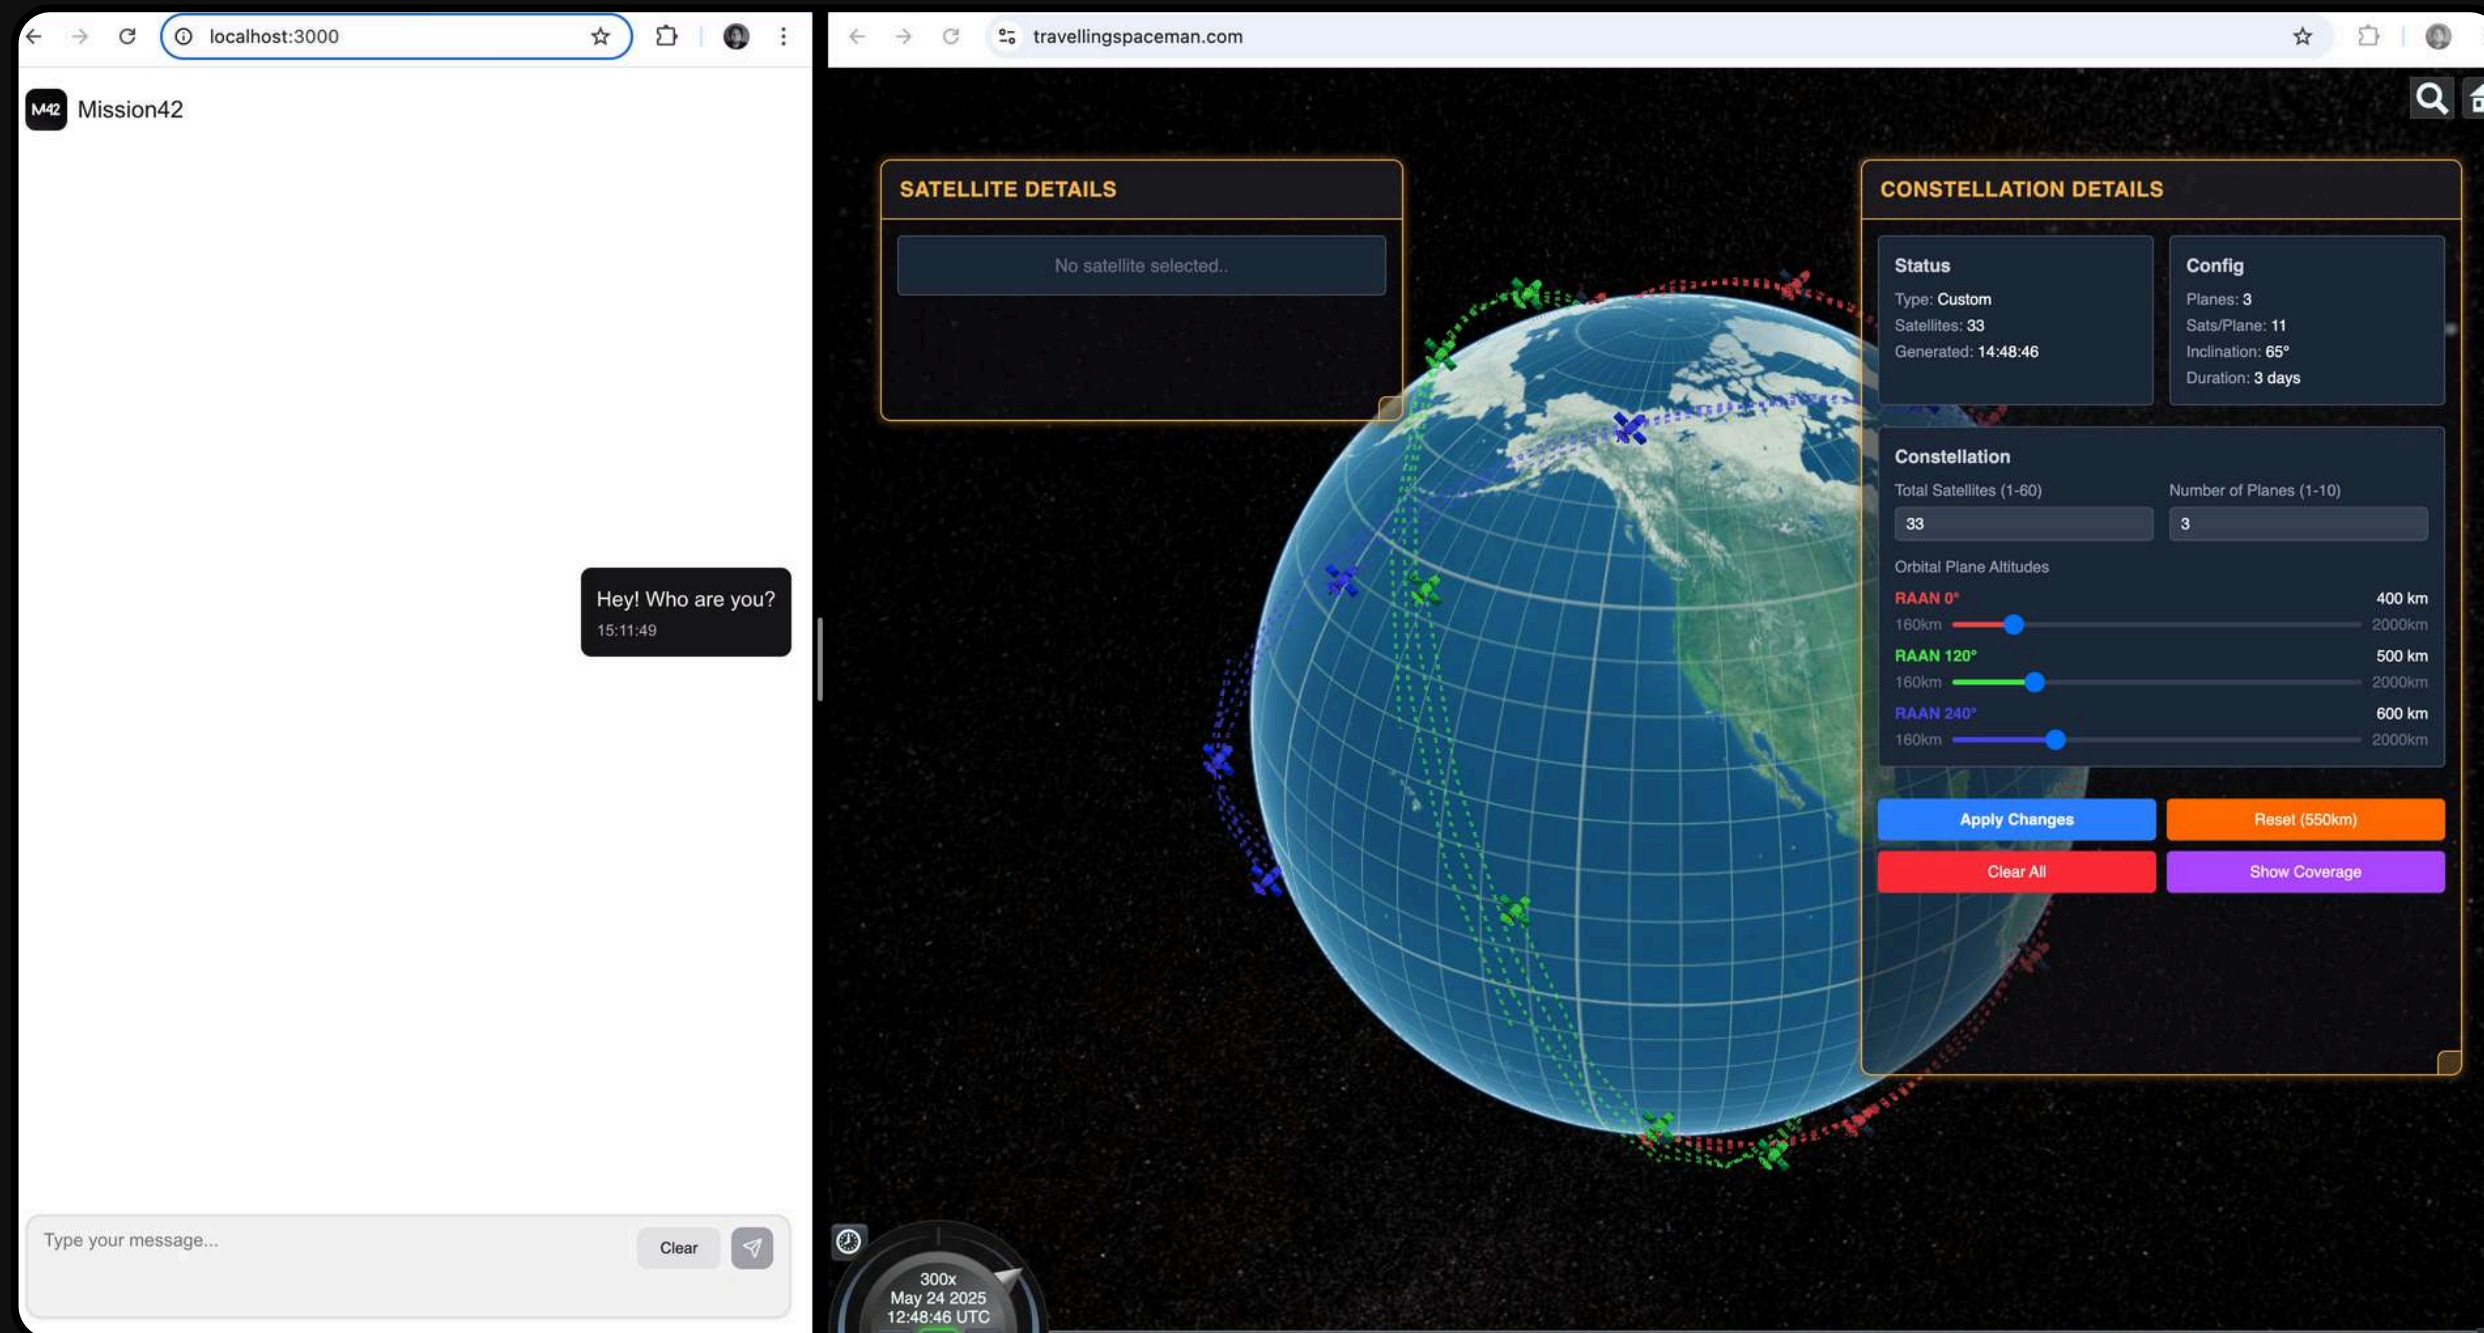 localhost:3000
travellingspaceman.com
M42 Mission42
Hey! Who are you?
15:11:49
Type your message...
Clear
SATELLITE DETAILS
No satellite selected..
CONSTELLATION DETAILS
Status
Type: Custom
Satellites: 33
Generated: 14:48:46
Config
Planes: 3
Sats/Plane: 11
Inclination: 65°
Duration: 3 days
Constellation
Total Satellites (1-60)
33
Number of Planes (1-10)
3
Orbital Plane Altitudes
RAAN 0° 400 km
160km 2000km
RAAN 120° 500 km
160km 2000km
RAAN 240° 600 km
160km 2000km
Apply Changes
Reset (550km)
Clear All
Show Coverage
300x
May 24 2025
12:48:46 UTC